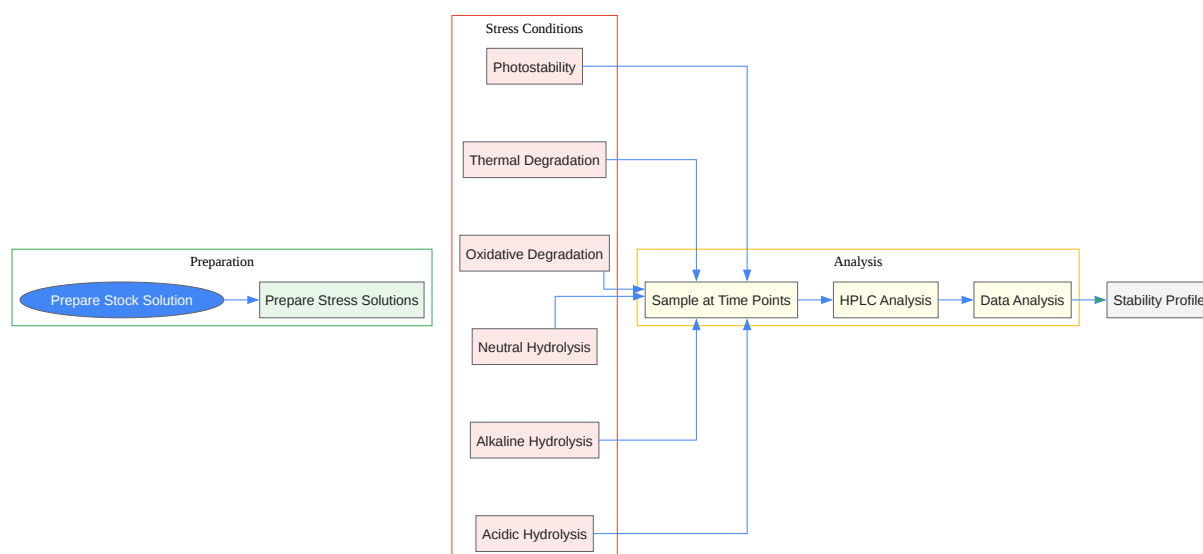 Stress Conditions
Photostability
Thermal Degradation
Oxidative Degradation
Neutral Hydrolysis
Alkaline Hydrolysis
Acidic Hydrolysis
Preparation
Prepare Stock Solution
Prepare Stress Solutions
Analysis
Sample at Time Points
HPLC Analysis
Data Analysis
Stability Profile